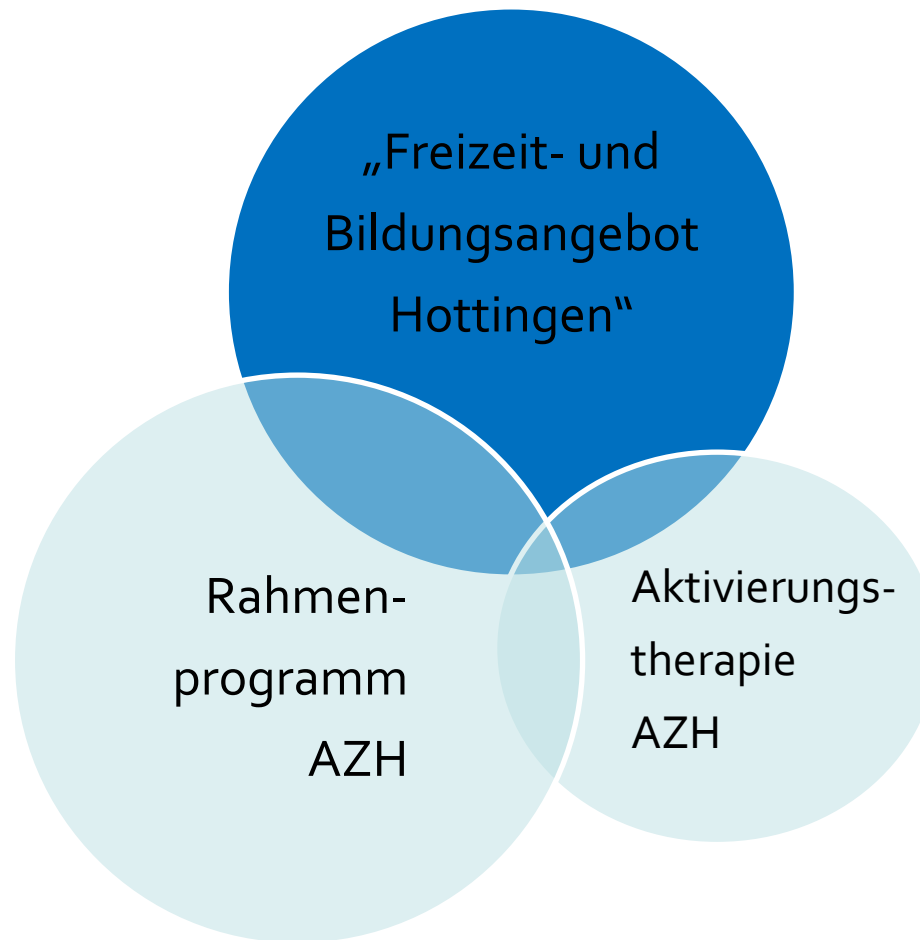 „Freizeit- und
Bildungsangebot
Hottingen“
Rahmen-
programm
AZH
Aktivierungs-
therapie
AZH